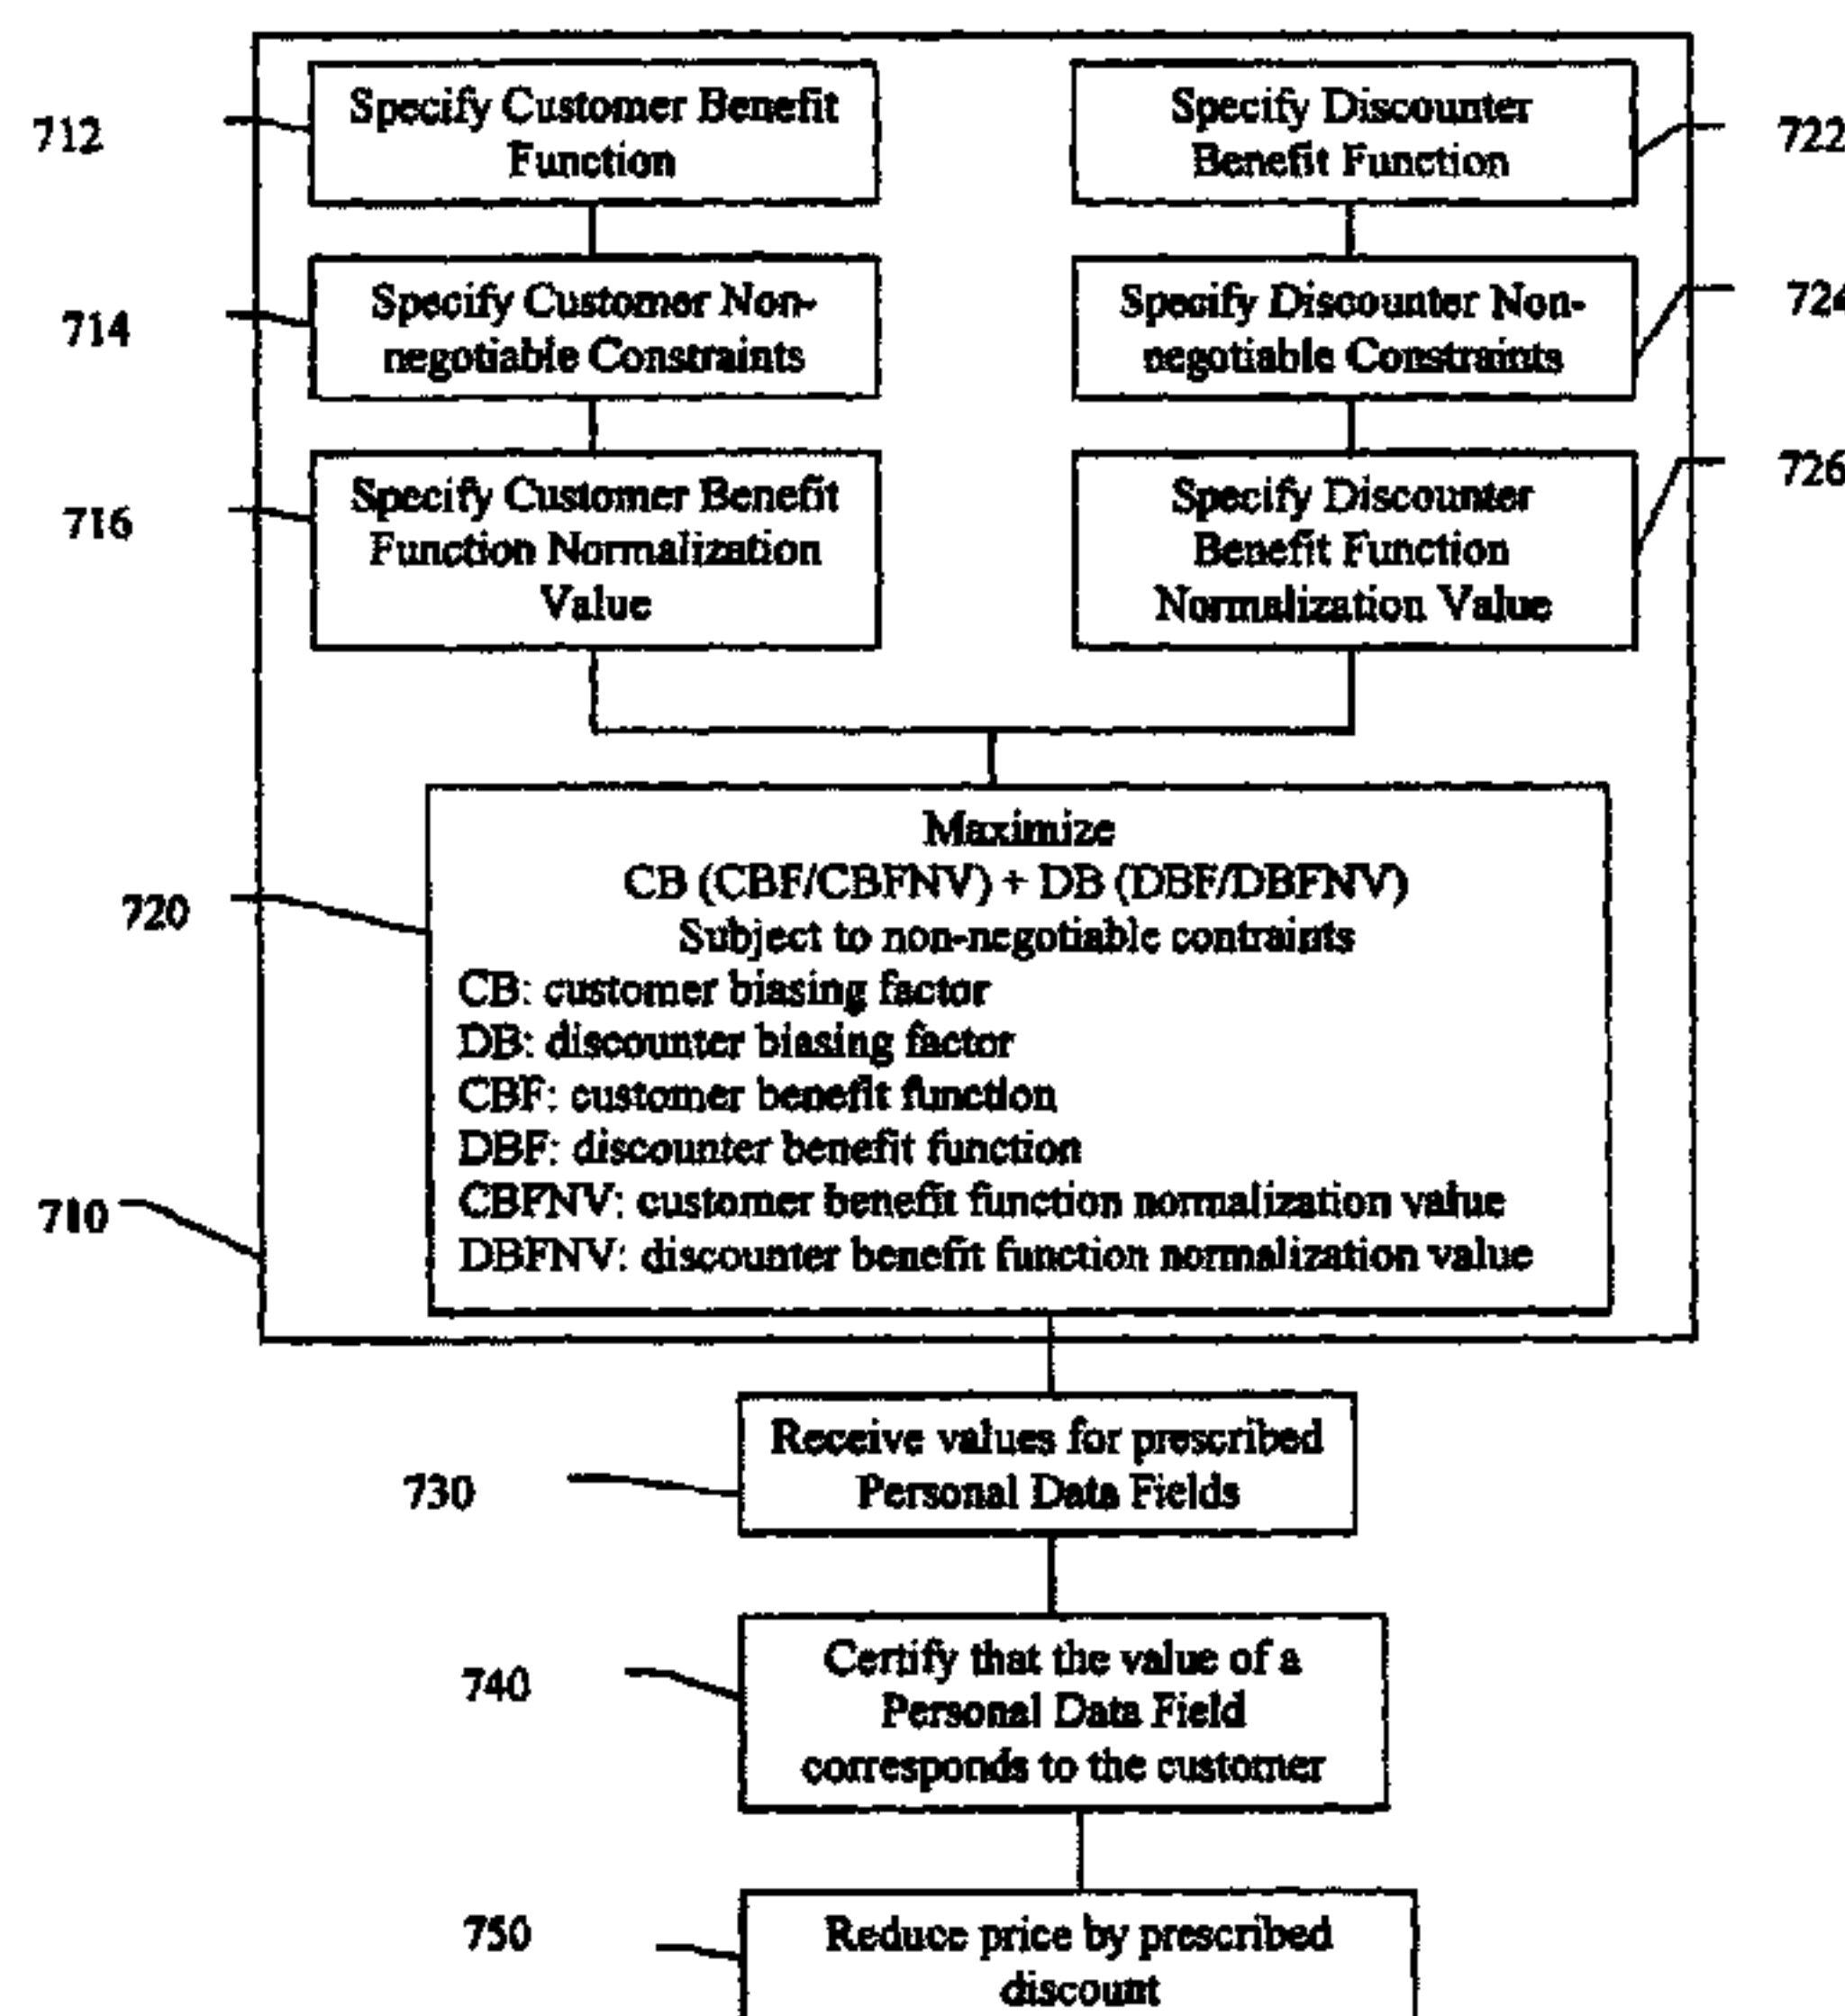 712
Specify Customer Benefit
Function
Specify Discounter
Benefit Function
722
714
Specify Customer Non-
negotiable Constraints
Specify Discounter Non-
negotiable Constraints
724
716
Specify Customer Benefit
Function Normalization
Value
Specify Discounter
Benefit Function
Normalization Value
726
720
Maximize
CB (CBF/CBFNV) + DB (DBF/DBFNV)
Subject to non-negotiable contraints
CB: customer biasing factor
DB: discounter biasing factor
CBF: customer benefit function
DBF: discounter benefit function
CBFNV: customer benefit function normalization value
DBFNV: discounter benefit function normalization value
710
730
Receive values for prescribed
Personal Data Fields
740
Certify that the value of a
Personal Data Field
corresponds to the customer
750
Reduce price by prescribed
discount